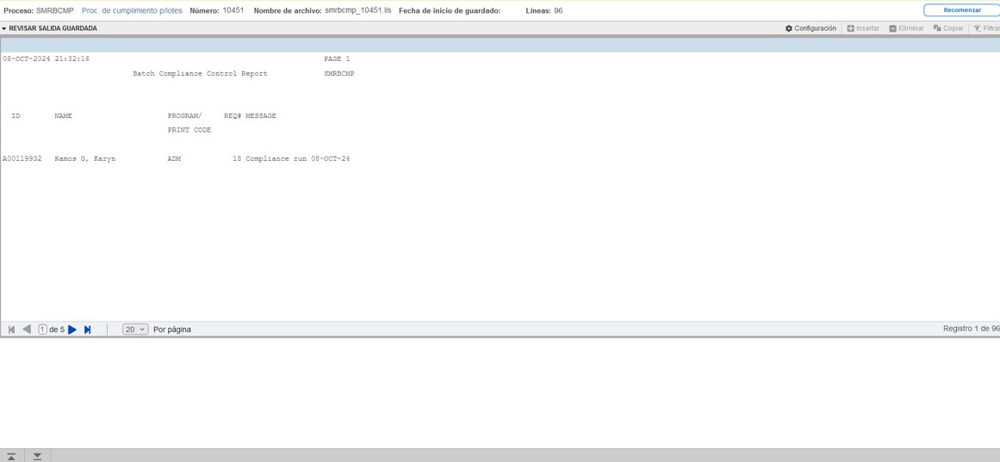 Proceso: SMRBCMP Proc. de cumplimiento p/lotes Número: 10451 Nombre de archivo: smrbcmp_10451.lis Fecha de inicio de guardado: Líneas: 96 Recomenzar
REVISAR SALIDA GUARDADA Configuración Insertar Eliminar Copiar Filtrar
08-OCT-2024 21:32:16 PAGE 1
Batch Compliance Control Report SMRBCMP
ID NAME PROGRAM/ REQ# MESSAGE
PRINT CODE
A00119932 Ramos G, Karyn ADM 18 Compliance run 08-OCT-24
1 de 5 20 Por página Registro 1 de 96